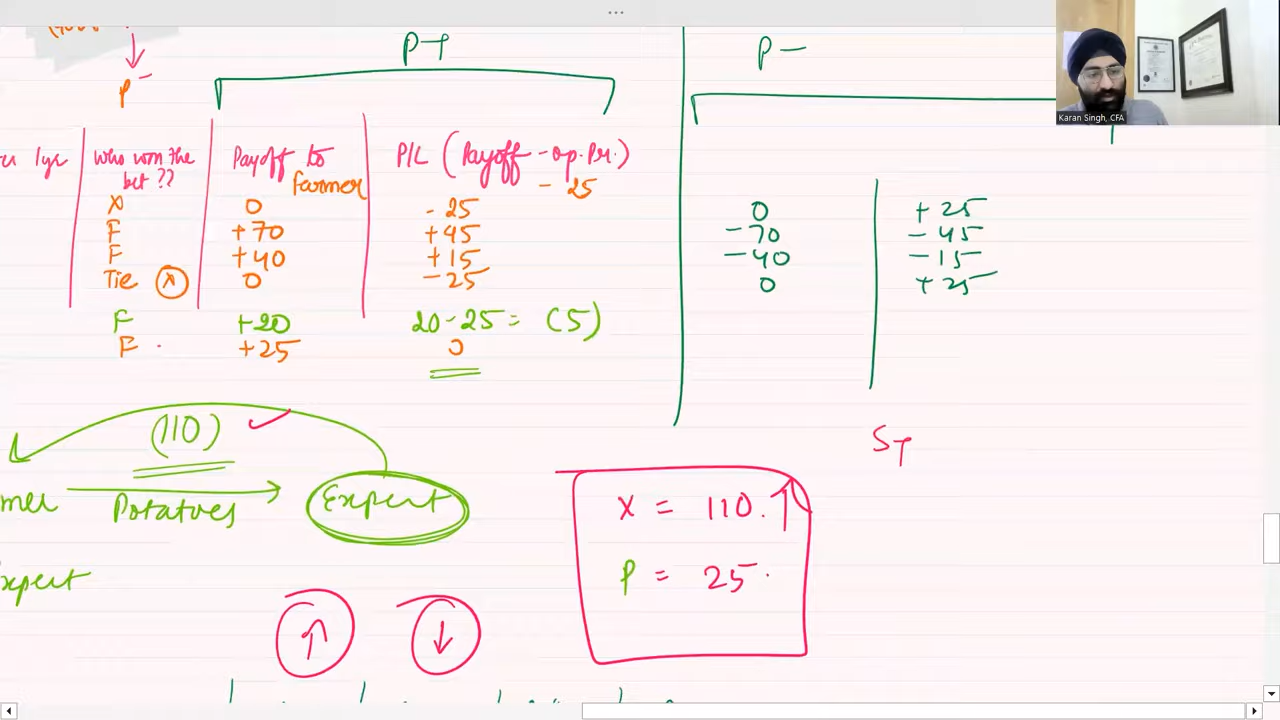 P+
P-
P-
Who won the bet ??
Payoff to farmer
P/L (Payoff - op. Pr.)
- 25
X 0 - 25 0 + 25
F +70 +45 - 70 - 45
F +40 +15 - 40 - 15
Tie X 0 - 25 0 + 25
F +20 20 - 25 = (5)
F +25 0
(110)
Potatoes
Expert
X = 110.
P = 25.
ST
Karan Singh, CFA